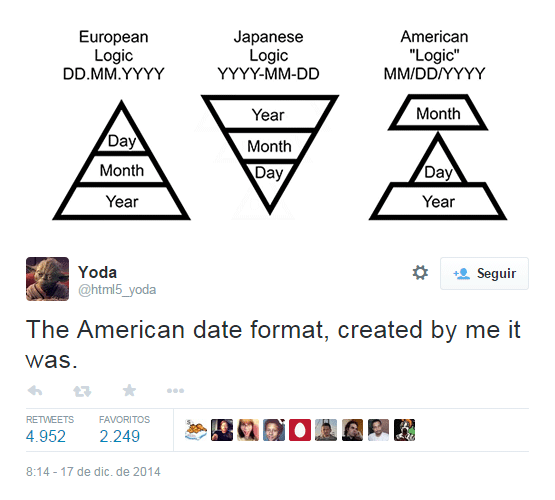 European
Logic
DD.MM.YYYY
Day
Month
Year
Japanese
Logic
YYYY-MM-DD
Year
Month
Day
American
"Logic"
MM/DD/YYYY
Month
Day
Year
Yoda
@html5_yoda
Seguir
The American date format, created by me it
was.
RETWEETS
4.952
FAVORITOS
2.249
8:14 - 17 de dic. de 2014